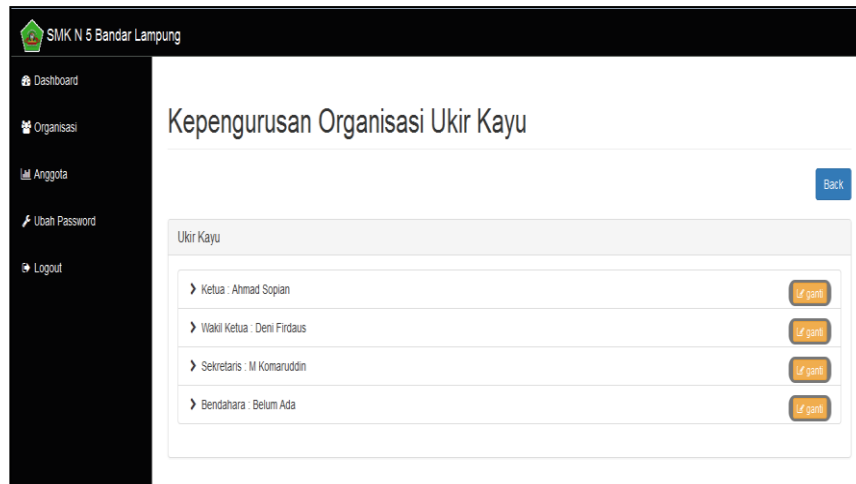 SMK N 5 Bandar Lampung
Dashboard
Organisasi
Anggota
Ubah Password
Logout
Kepengurusan Organisasi Ukir Kayu
Back
Ukir Kayu
Ketua : Ahmad Sopian
ganti
Wakil Ketua : Deni Firdaus
ganti
Sekretaris : M Komaruddin
ganti
Bendahara : Belum Ada
ganti